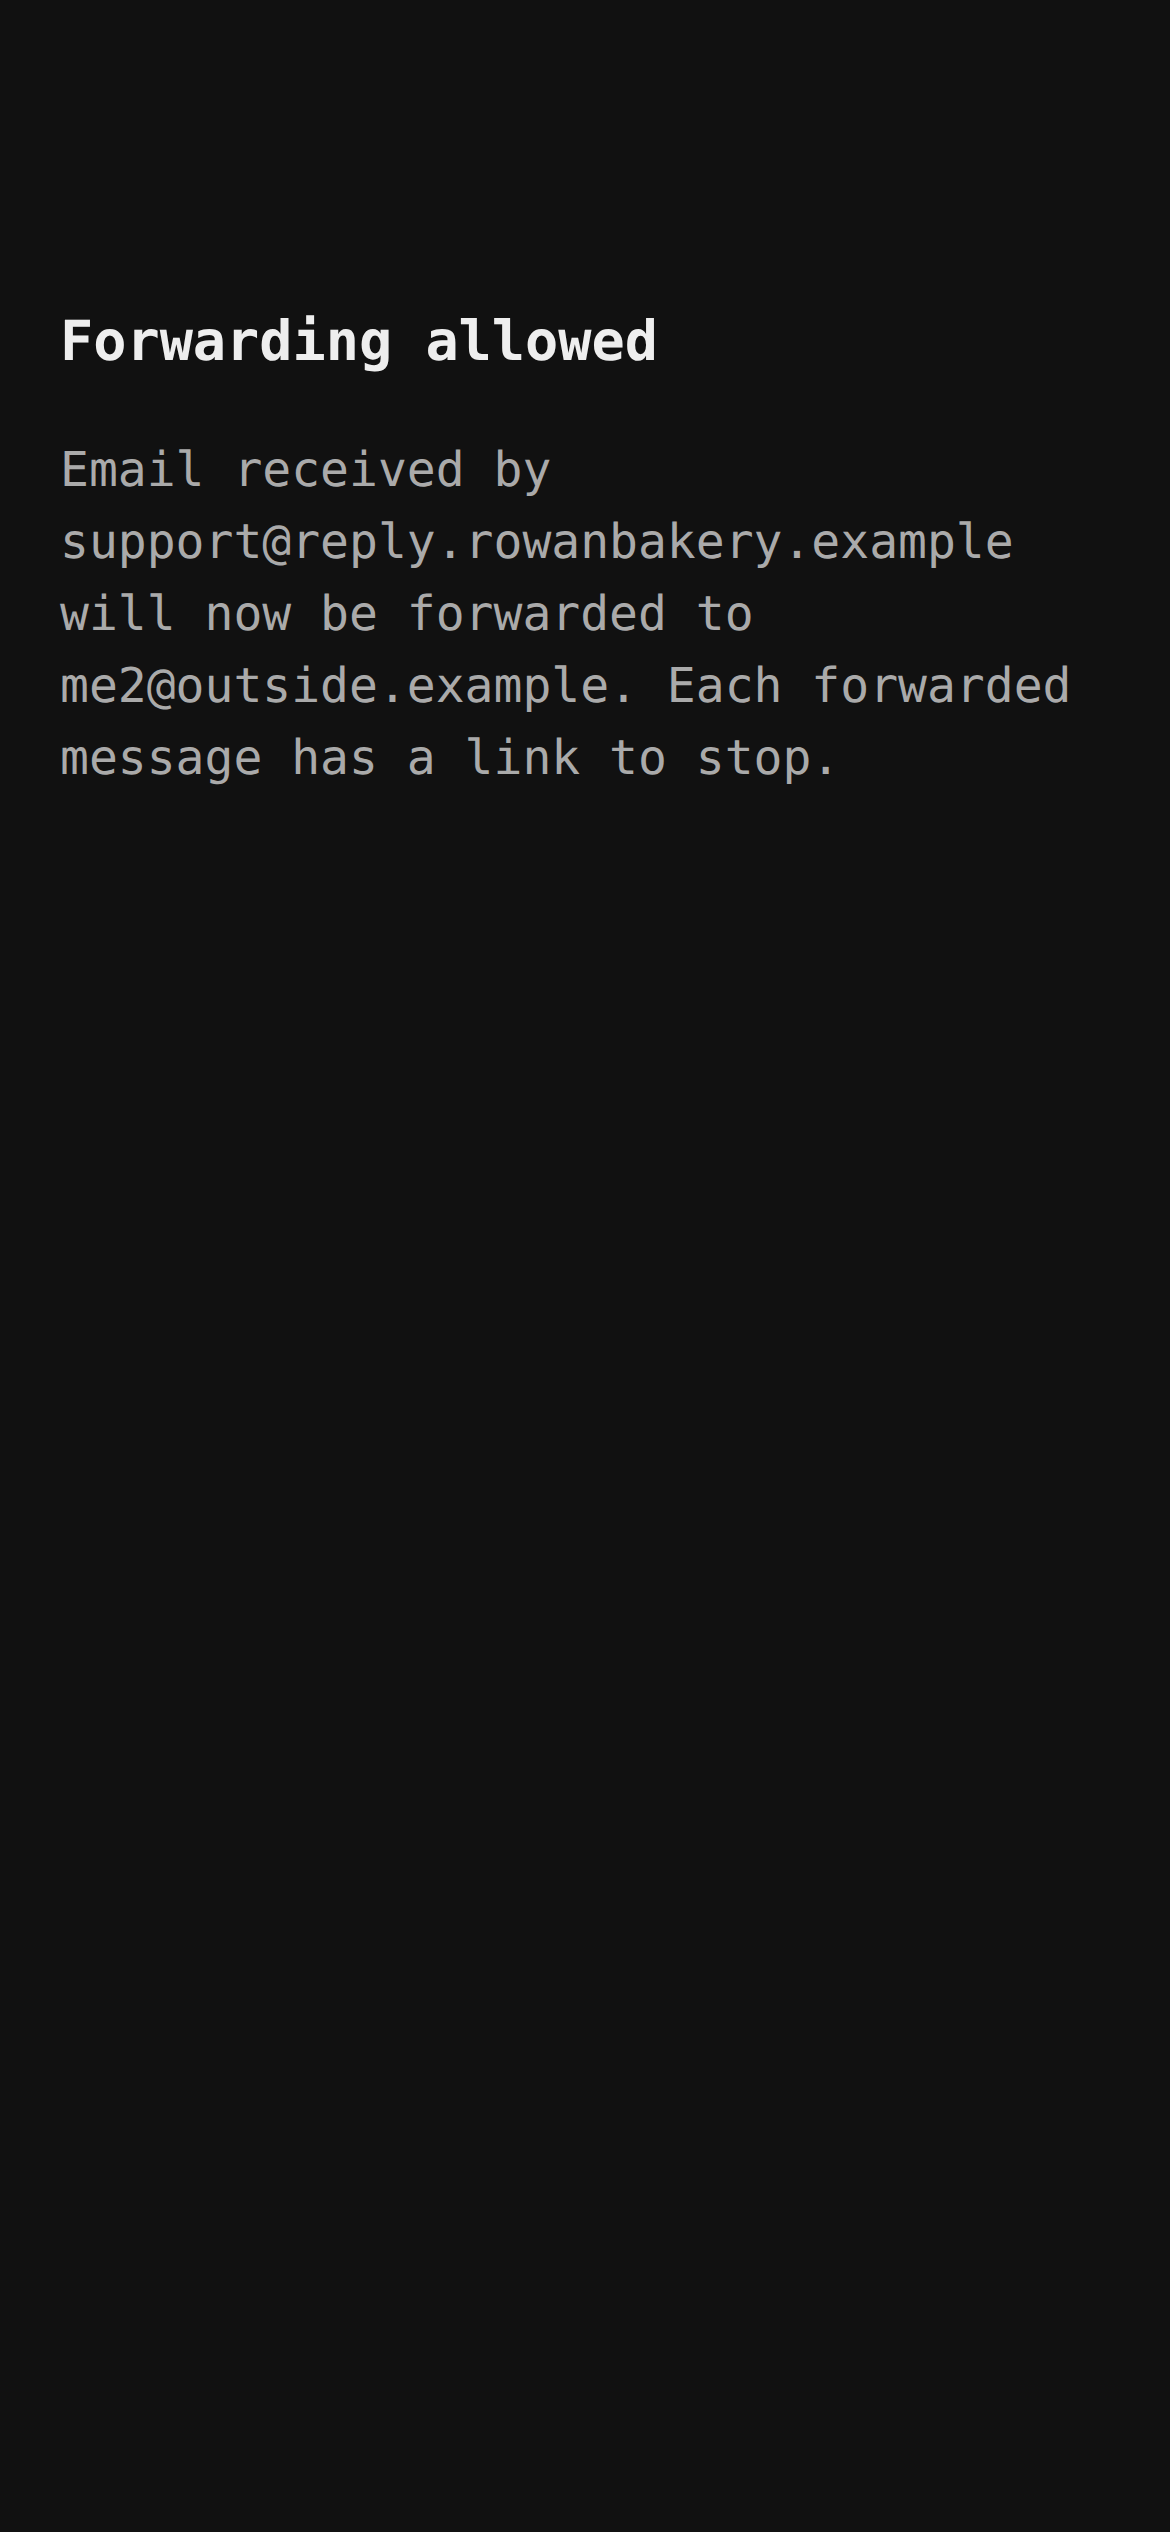 Forwarding allowed
Email received by
support@reply.rowanbakery.example
will now be forwarded to
me2@outside.example. Each forwarded
message has a link to stop.